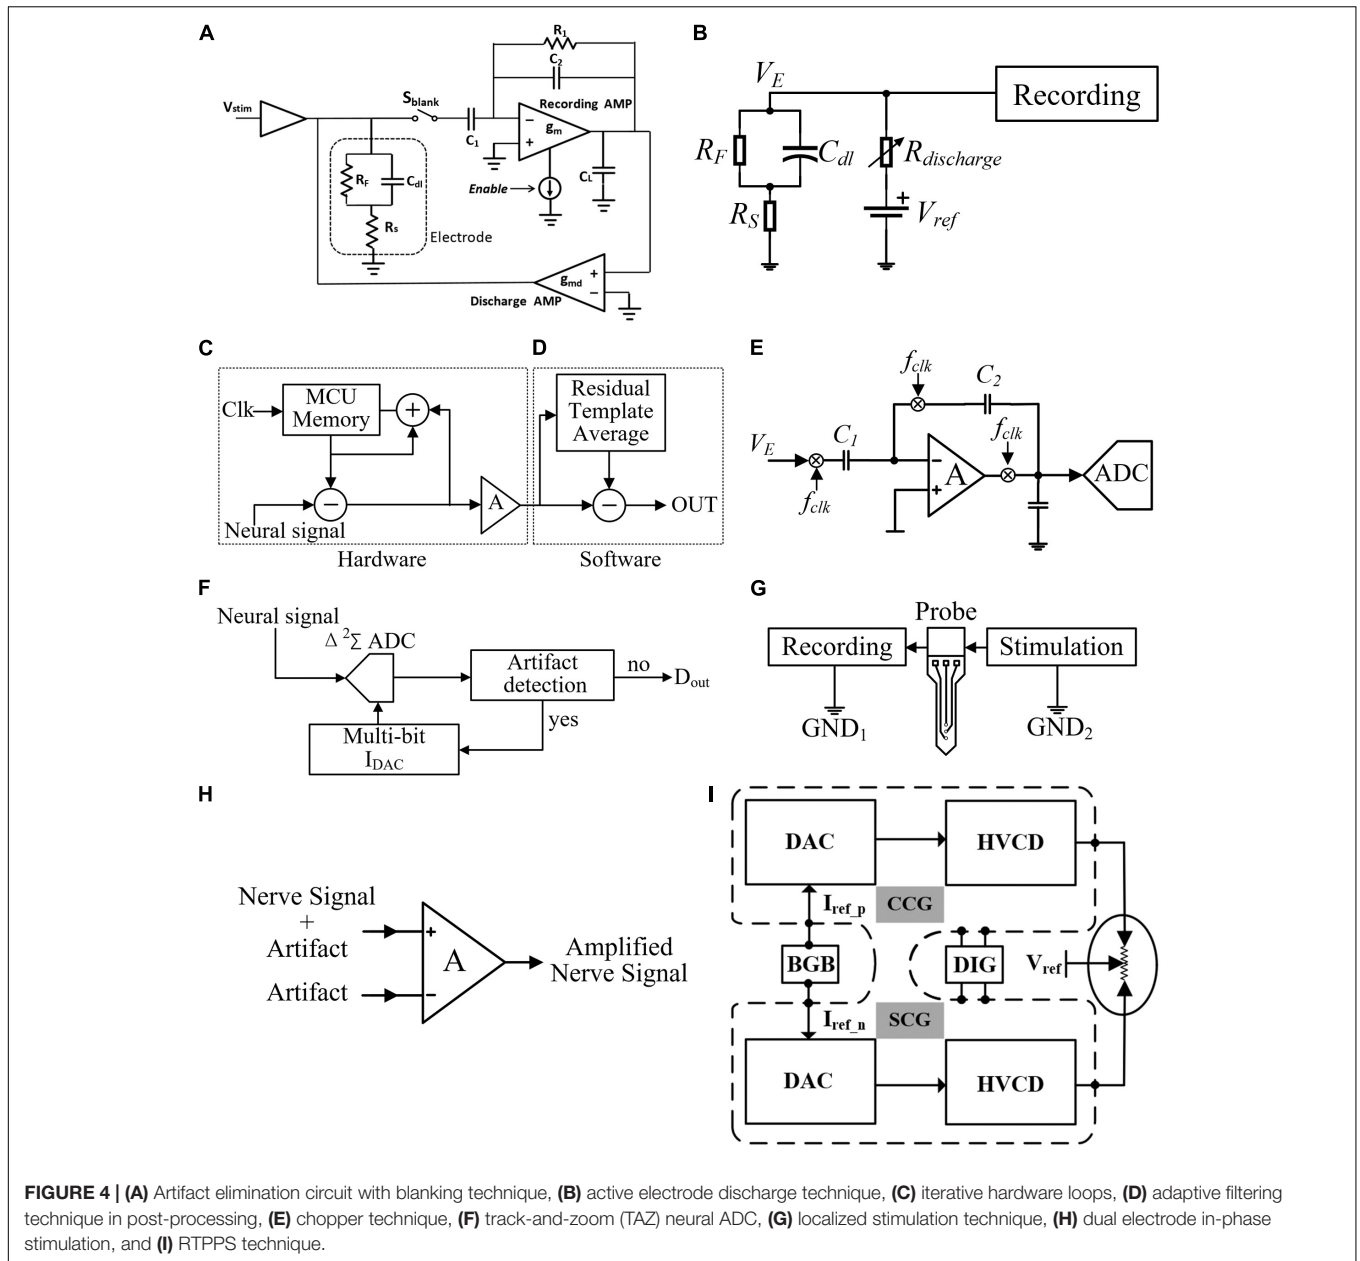 A
R1
C2
Vstim
Sblank
C1
Recording AMP
gm
RF
Cdl
Rs
Electrode
Enable
CL
gmd
Discharge AMP
B
VE
Recording
RF
Cdl
Rdischarge
RS
Vref
C
Clk
MCU
Memory
+
−
Neural signal
A
Hardware
D
Residual
Template
Average
−
OUT
Software
E
fclk
C2
VE
C1
fclk
A
fclk
ADC
F
Neural signal
Δ2Σ ADC
Artifact
detection
no
Dout
yes
Multi-bit
IDAC
G
Probe
Recording
Stimulation
GND1
GND2
H
Nerve Signal
+
Artifact
Artifact
A
Amplified
Nerve Signal
I
DAC
HVCD
Iref_p
CCG
BGB
DIG
Vref
Iref_n
SCG
DAC
HVCD
FIGURE 4 | (A) Artifact elimination circuit with blanking technique, (B) active electrode discharge technique, (C) iterative hardware loops, (D) adaptive filtering
technique in post-processing, (E) chopper technique, (F) track-and-zoom (TAZ) neural ADC, (G) localized stimulation technique, (H) dual electrode in-phase
stimulation, and (I) RTPPS technique.